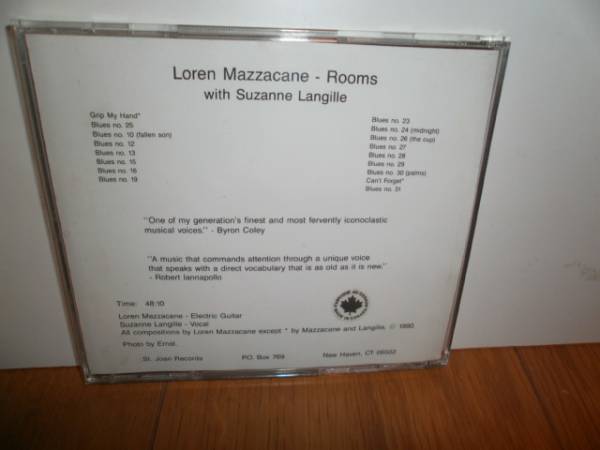 Loren Mazzacane - Rooms
with Suzanne Langille
Grip My Hand*
Blues no. 25
Blues no. 10 (fallen son)
Blues no. 12
Blues no. 13
Blues no. 15
Blues no. 16
Blues no. 19
Blues no. 23
Blues no. 24 (midnight)
Blues no. 26 (the cup)
Blues no. 27
Blues no. 28
Blues no. 29
Blues no. 30 (palms)
Can't Forget*
Blues no. 31
"One of my generation's finest and most fervently iconoclastic
musical voices." - Byron Coley
"A music that commands attention through a unique voice
that speaks with a direct vocabulary that is as old as it is new."
- Robert Iannapollo
Time: 48:10
Loren Mazzacane - Electric Guitar
Suzanne Langille - Vocal
All compositions by Loren Mazzacane except * by Mazzacane and Langille, © 1990.
Photo by Ernst.
St. Joan Records P.O. Box 769 New Haven, CT